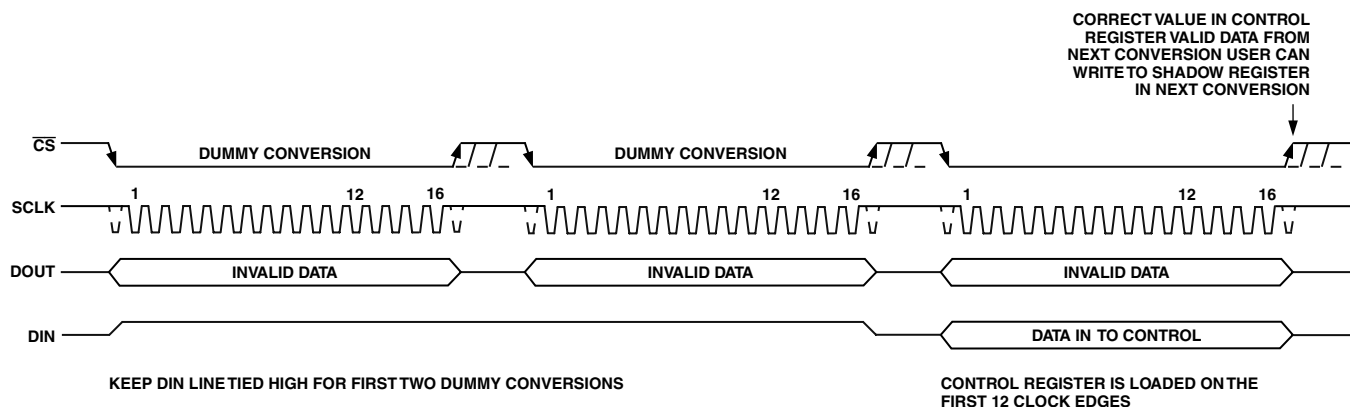 CORRECT VALUE IN CONTROL
REGISTER VALID DATA FROM
NEXT CONVERSION USER CAN
WRITE TO SHADOW REGISTER
IN NEXT CONVERSION
CS
DUMMY CONVERSION
DUMMY CONVERSION
SCLK
1 12 16
1 12 16
1 12 16
DOUT
INVALID DATA
INVALID DATA
INVALID DATA
DIN
DATA IN TO CONTROL
KEEP DIN LINE TIED HIGH FOR FIRST TWO DUMMY CONVERSIONS
CONTROL REGISTER IS LOADED ON THE
FIRST 12 CLOCK EDGES